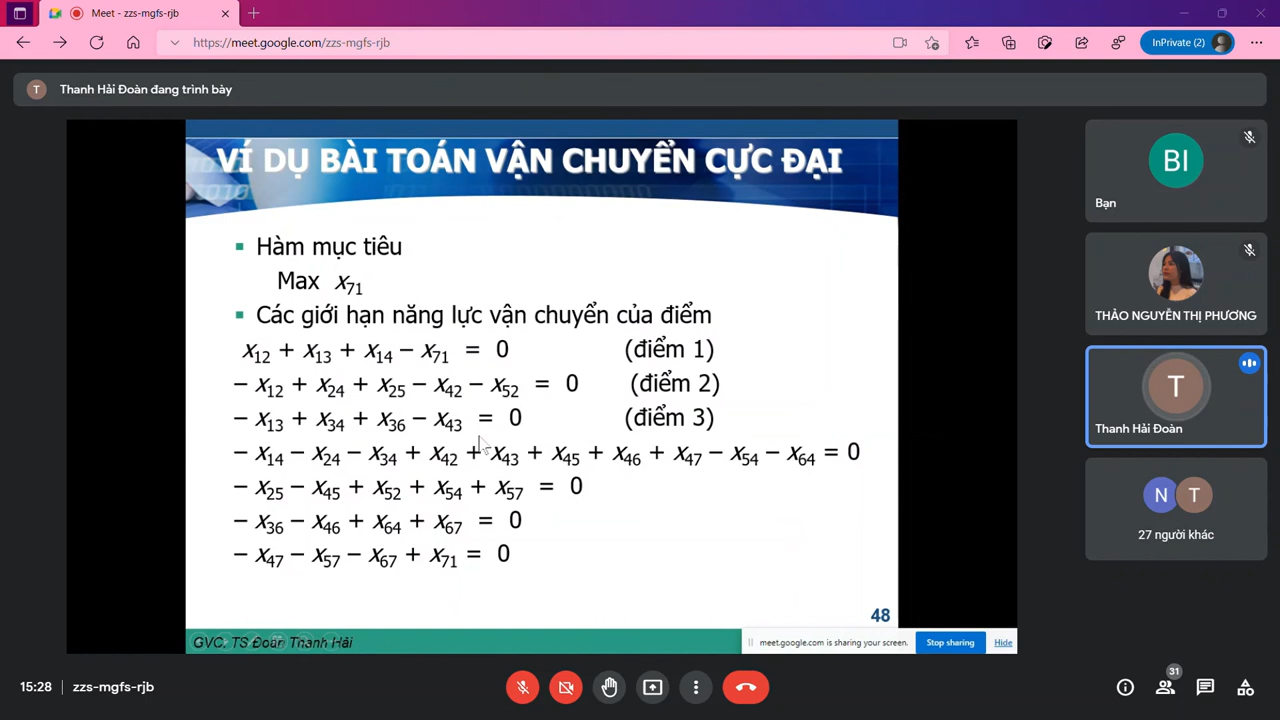 Meet - zzs-mgfs-rjb
https://meet.google.com/zzs-mgfs-rjb
InPrivate (2)
T Thanh Hải Đoàn đang trình bày
VÍ DỤ BÀI TOÁN VẬN CHUYỂN CỰC ĐẠI
Hàm mục tiêu
Max x71
Các giới hạn năng lực vận chuyển của điểm
x12 + x13 + x14 – x71 = 0 (điểm 1)
– x12 + x24 + x25 – x42 – x52 = 0 (điểm 2)
– x13 + x34 + x36 – x43 = 0 (điểm 3)
– x14 – x24 – x34 + x42 + x43 + x45 + x46 + x47 – x54 – x64 = 0
– x25 – x45 + x52 + x54 + x57 = 0
– x36 – x46 + x64 + x67 = 0
– x47 – x57 – x67 + x71 = 0
48
GVC. TS Đoàn Thanh Hải
meet.google.com is sharing your screen. Stop sharing Hide
BI
Bạn
THẢO NGUYỄN THỊ PHƯƠNG
T
Thanh Hải Đoàn
N T
27 người khác
15:28 | zzs-mgfs-rjb
31